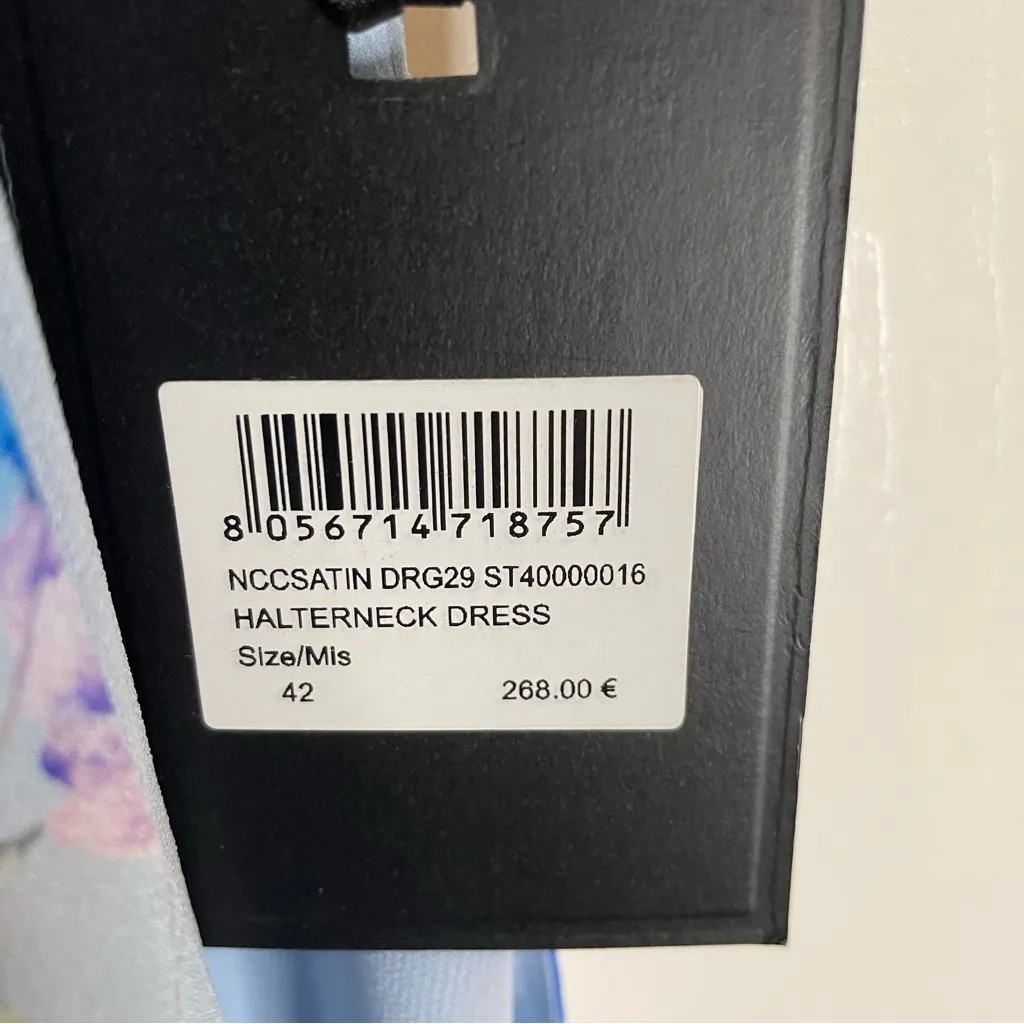 8 056714 718757
NCCSATIN DRG29 ST40000016
HALTERNECK DRESS
Size/Mis
42 268.00 €